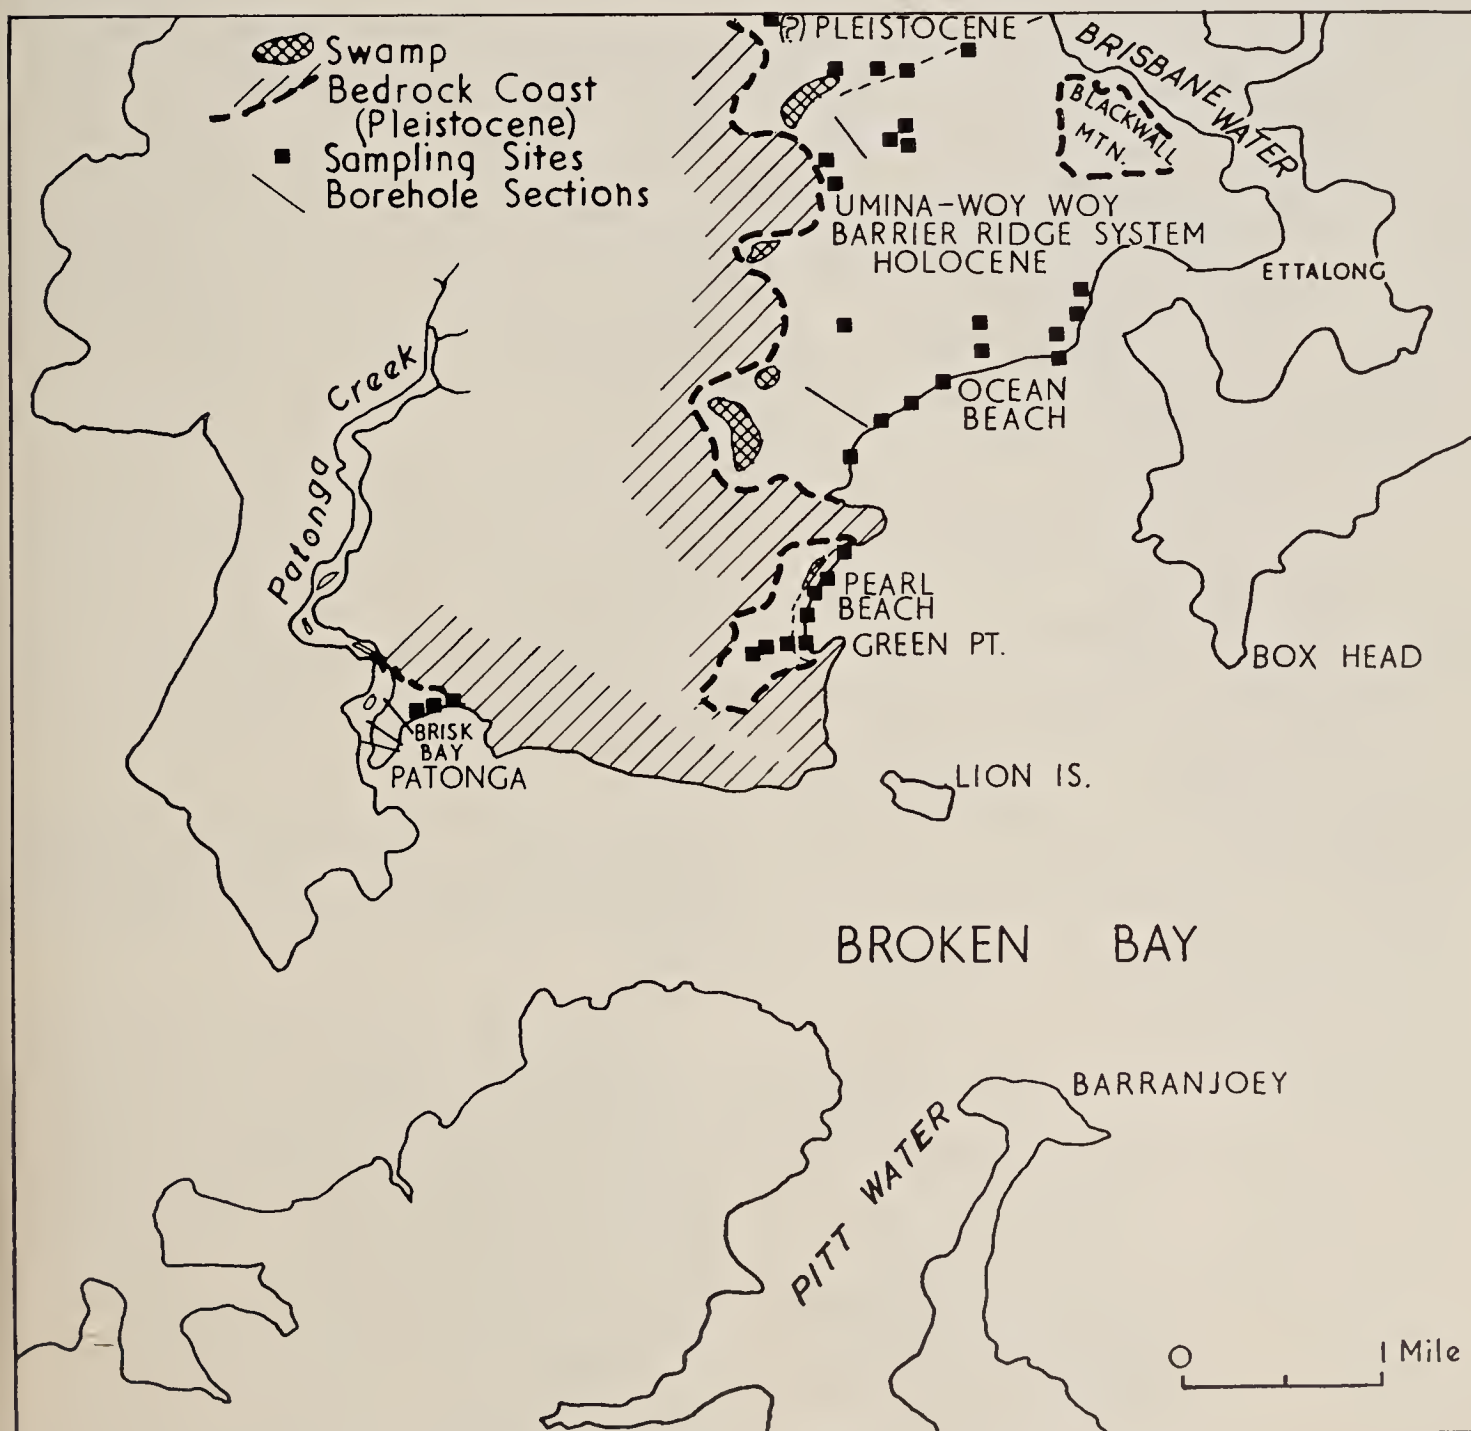 Swamp
Bedrock Coast
(Pleistocene)
Sampling Sites
Borehole Sections
(?) PLEISTOCENE
BRISBANE WATER
BLACKWALL
MTN.
UMINA-WOY WOY
BARRIER RIDGE SYSTEM
HOLOCENE
ETTALONG
Patonga Creek
OCEAN
BEACH
PEARL
BEACH
GREEN PT.
BOX HEAD
BRISK
BAY
PATONGA
LION IS.
BROKEN BAY
BARRANJOEY
PITT WATER
0 1 Mile